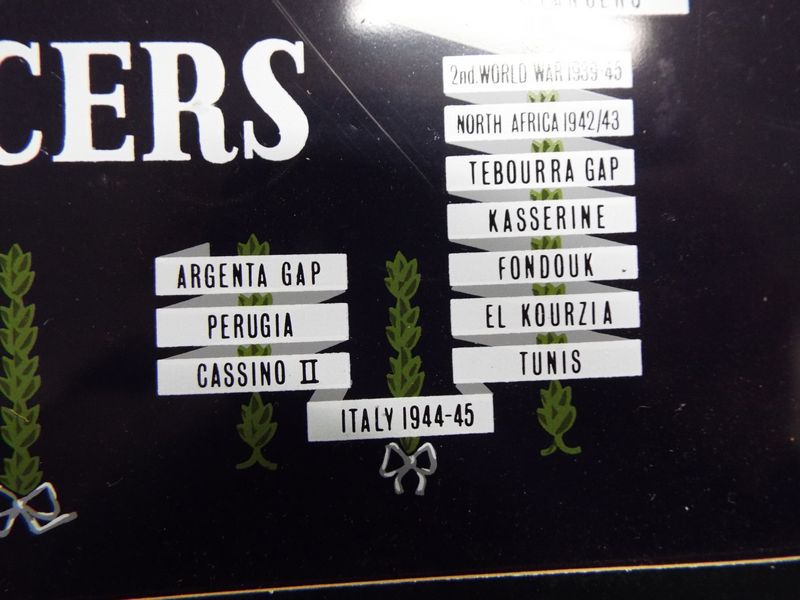 CERS
2nd. WORLD WAR 1939-45
NORTH AFRICA 1942/43
TEBOURRA GAP
KASSERINE
FONDOUK
EL KOURZIA
TUNIS
ARGENTA GAP
PERUGIA
CASSINO II
ITALY 1944-45